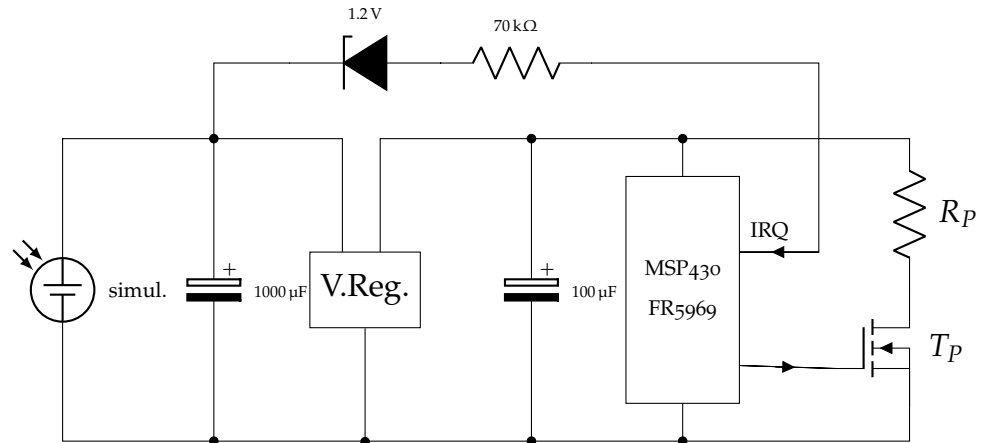 1.2 V
70 kΩ
IRQ
R_P
simul.
+
1000 µF
V.Reg.
+
100 µF
MSP430
FR5969
T_P